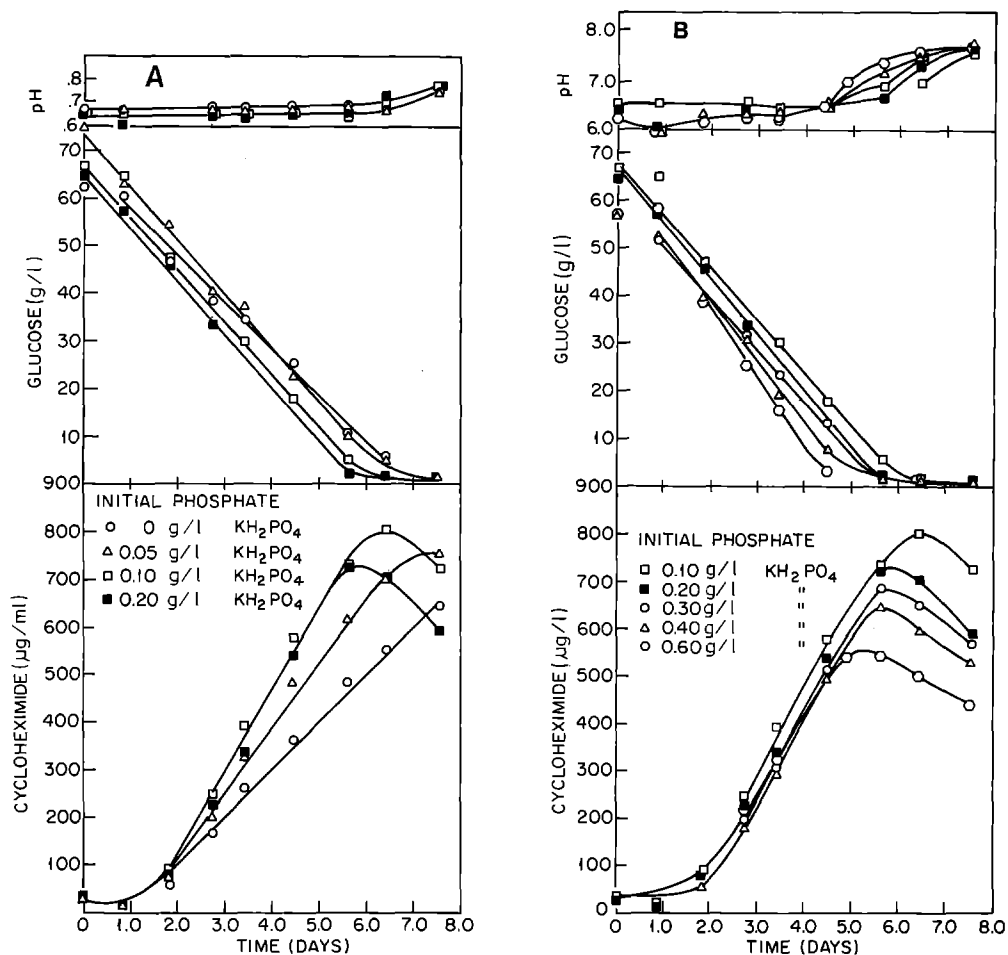 A
pH
.8
.7
.6
GLUCOSE (g/l)
70
60
50
40
30
20
10
900
INITIAL PHOSPHATE
○ 0 g/l KH₂PO₄
△ 0.05 g/l KH₂PO₄
□ 0.10 g/l KH₂PO₄
■ 0.20 g/l KH₂PO₄
CYCLOHEXIMIDE (µg/ml)
800
700
600
500
400
300
200
100
0.0 1.0 2.0 3.0 4.0 5.0 6.0 7.0 8.0
TIME (DAYS)
B
pH
8.0
7.0
6.0
GLUCOSE (g/l)
70
60
50
40
30
20
10
900
INITIAL PHOSPHATE
□ 0.10 g/l KH₂PO₄
■ 0.20 g/l "
○ 0.30 g/l "
△ 0.40 g/l "
○ 0.60 g/l "
CYCLOHEXIMIDE (µg/l)
800
700
600
500
400
300
200
100
0
0.0 1.0 2.0 3.0 4.0 5.0 6.0 7.0 8.0
TIME (DAYS)